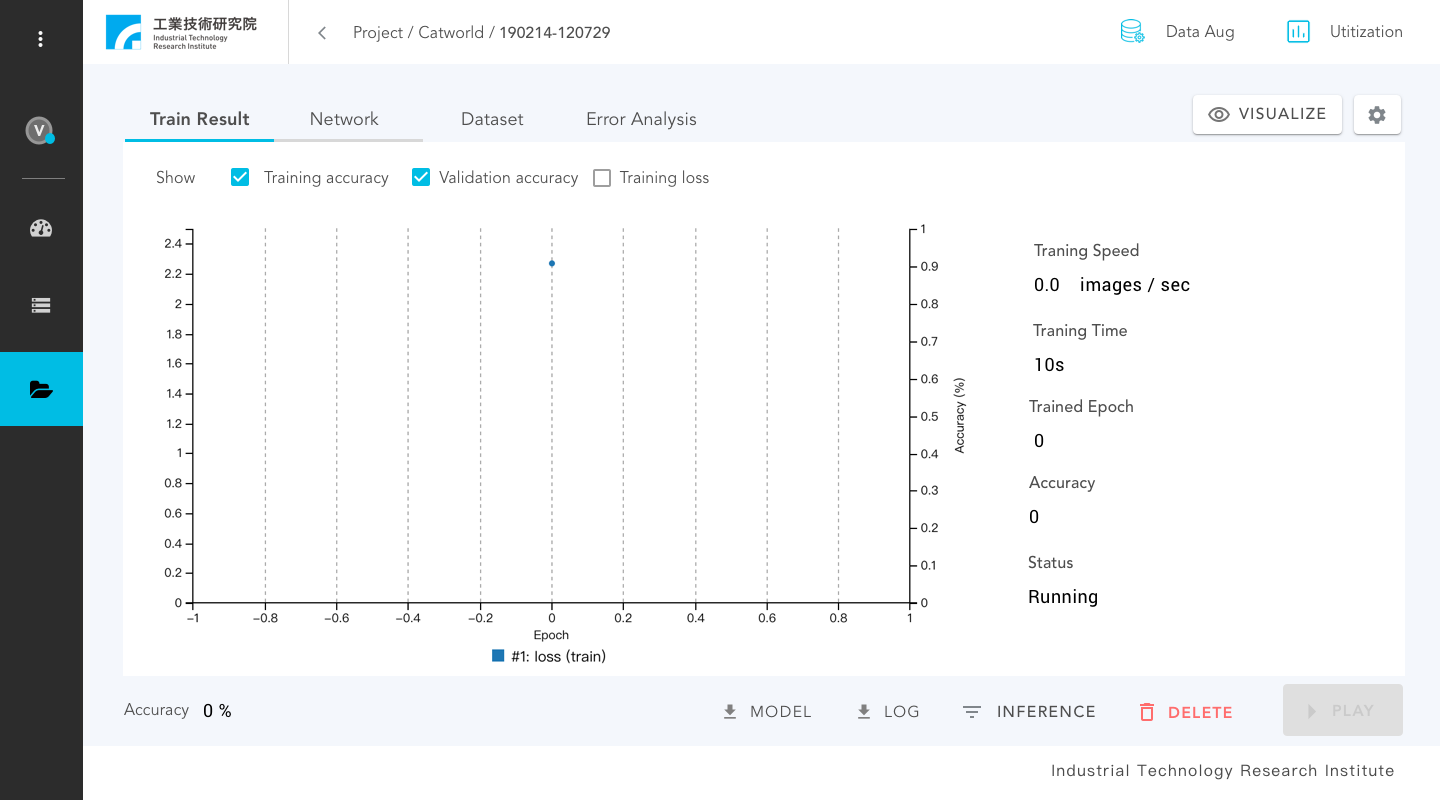 工業技術研究院
Industrial Technology
Research Institute
Project / Catworld / 190214-120729
Data Aug
Utitization
V
Train Result
Network
Dataset
Error Analysis
VISUALIZE
Show
Training accuracy
Validation accuracy
Training loss
2.4
2.2
2
1.8
1.6
1.4
1.2
1
0.8
0.6
0.4
0.2
0
1
0.9
0.8
0.7
0.6
0.5
0.4
0.3
0.2
0.1
0
Accuracy (%)
−1 −0.8 −0.6 −0.4 −0.2 0 0.2 0.4 0.6 0.8 1
Epoch
#1: loss (train)
Traning Speed
0.0 images / sec
Traning Time
10s
Trained Epoch
0
Accuracy
0
Status
Running
Accuracy 0 %
MODEL
LOG
INFERENCE
DELETE
PLAY
Industrial Technology Research Institute